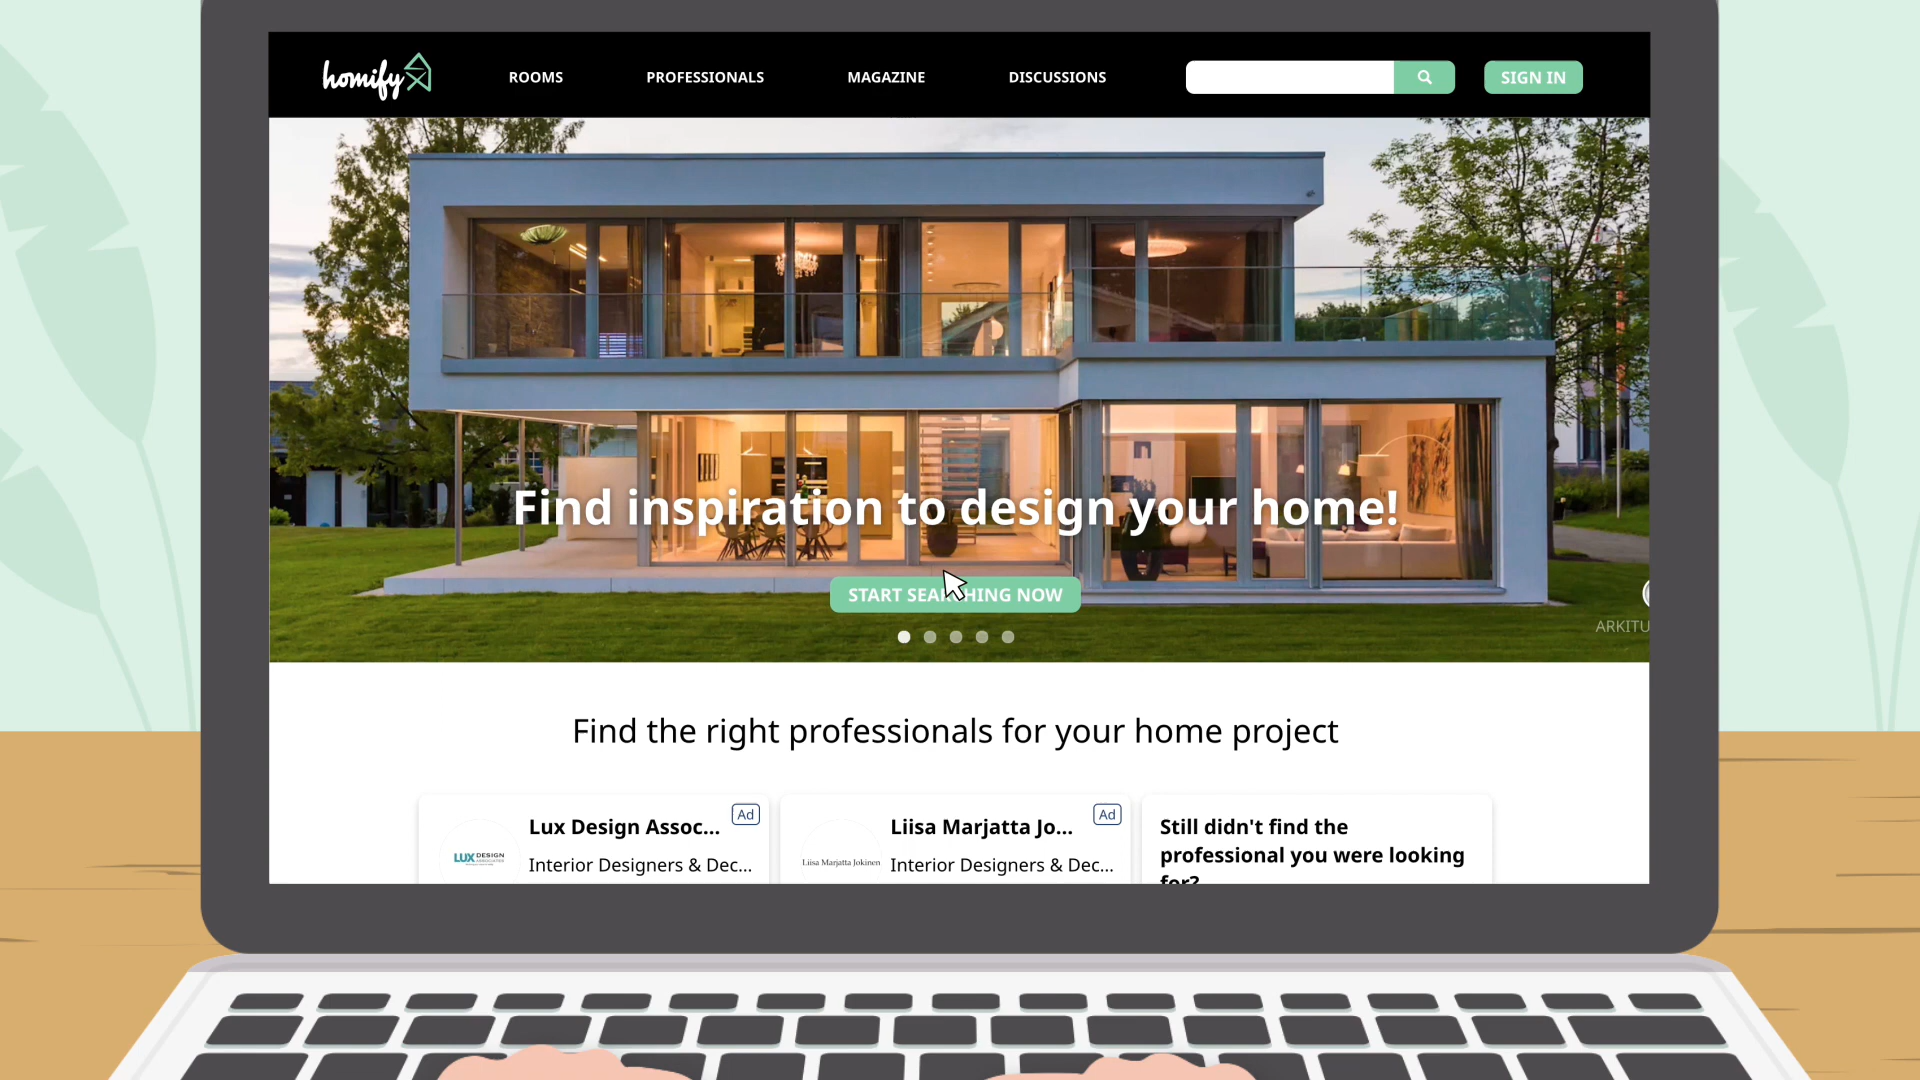 homify
ROOMS
PROFESSIONALS
MAGAZINE
DISCUSSIONS
SIGN IN
Find inspiration to design your home!
START SEARCHING NOW
ARKITU
Find the right professionals for your home project
Ad
Lux Design Assoc...
LUX DESIGN
Interior Designers & Dec...
Ad
Liisa Marjatta Jo...
Liisa Marjatta Jokinen
Interior Designers & Dec...
Still didn't find the
professional you were looking
for?